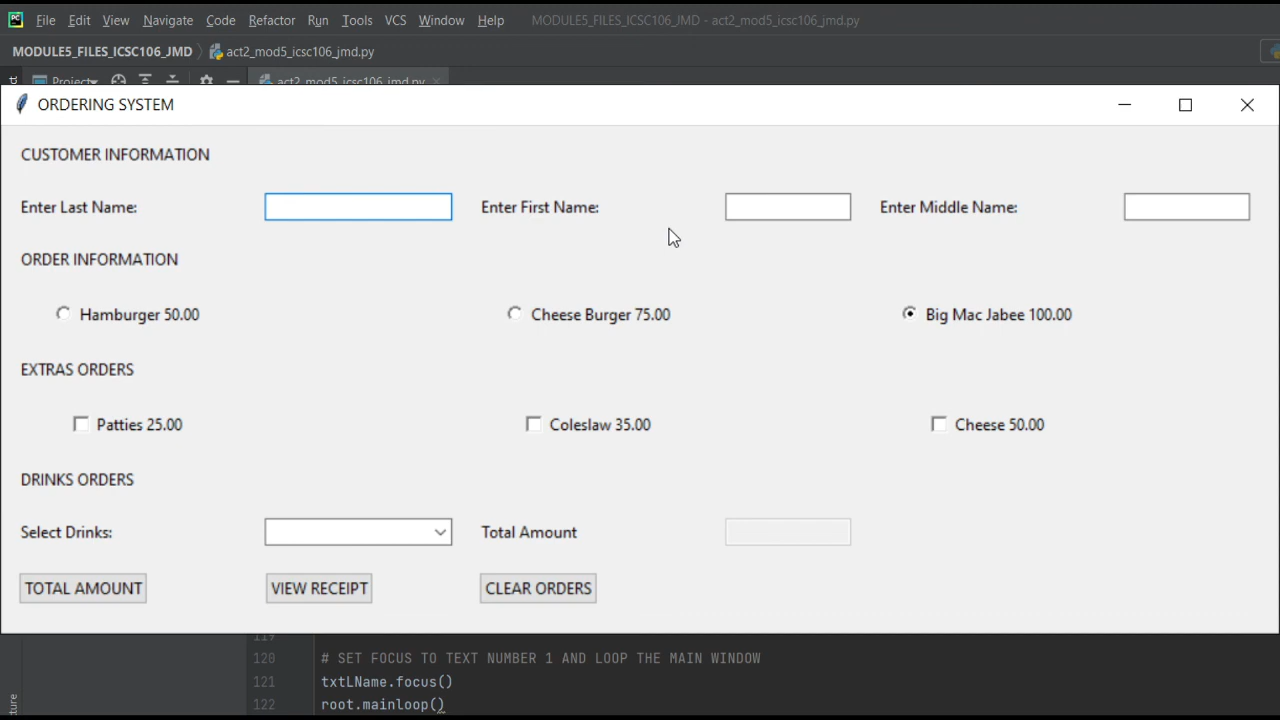 File Edit View Navigate Code Refactor Run Tools VCS Window Help MODULE5_FILES_ICSC106_JMD - act2_mod5_icsc106_jmd.py
MODULE5_FILES_ICSC106_JMD act2_mod5_icsc106_jmd.py
Project act2_mod5_icsc106_jmd.py
ORDERING SYSTEM
CUSTOMER INFORMATION
Enter Last Name: Enter First Name: Enter Middle Name:
ORDER INFORMATION
Hamburger 50.00 Cheese Burger 75.00 Big Mac Jabee 100.00
EXTRAS ORDERS
Patties 25.00 Coleslaw 35.00 Cheese 50.00
DRINKS ORDERS
Select Drinks: Total Amount
TOTAL AMOUNT VIEW RECEIPT CLEAR ORDERS
119
120 # SET FOCUS TO TEXT NUMBER 1 AND LOOP THE MAIN WINDOW
121 txtLName.focus()
122 root.mainloop()